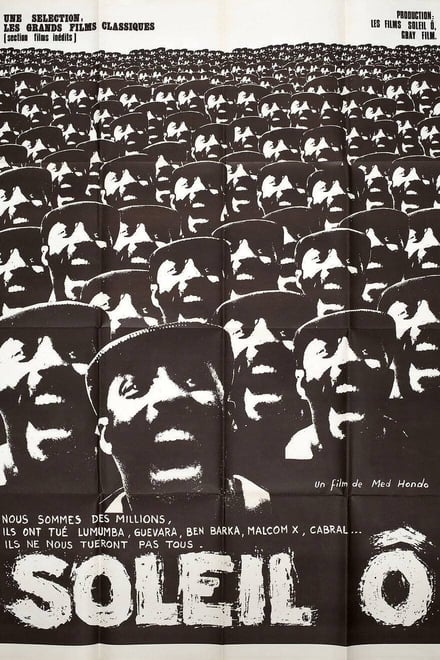 UNE SELECTION:
LES GRANDS FILMS CLASSIQUES
[section films inédits]
PRODUCTION:
LES FILMS SOLEIL Ô.
GRAY FILM.
Un film de Med Hondo
NOUS SOMMES DES MILLIONS,
ILS ONT TUÉ LUMUMBA, GUEVARA, BEN BARKA, MALCOM X, CABRAL...
ILS NE NOUS TUERONT PAS TOUS.
SOLEIL Ô